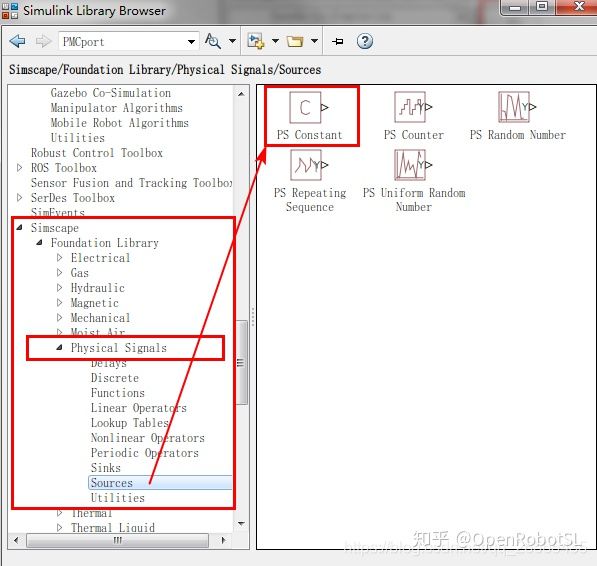 Simulink Library Browser
PMCport
Simscape/Foundation Library/Physical Signals/Sources
Gazebo Co-Simulation
Manipulator Algorithms
Mobile Robot Algorithms
Utilities
Robust Control Toolbox
ROS Toolbox
Sensor Fusion and Tracking Toolbox
SerDes Toolbox
SimEvents
Simscape
Foundation Library
Electrical
Gas
Hydraulic
Magnetic
Mechanical
Moist Air
Physical Signals
Delays
Discrete
Functions
Linear Operators
Lookup Tables
Nonlinear Operators
Periodic Operators
Sinks
Sources
Utilities
Thermal
Thermal Liquid
C
PS Constant
Y
PS Counter
Y
PS Random Number
Y
PS Repeating
Sequence
Y
PS Uniform Random
Number
知乎 @OpenRobotSL